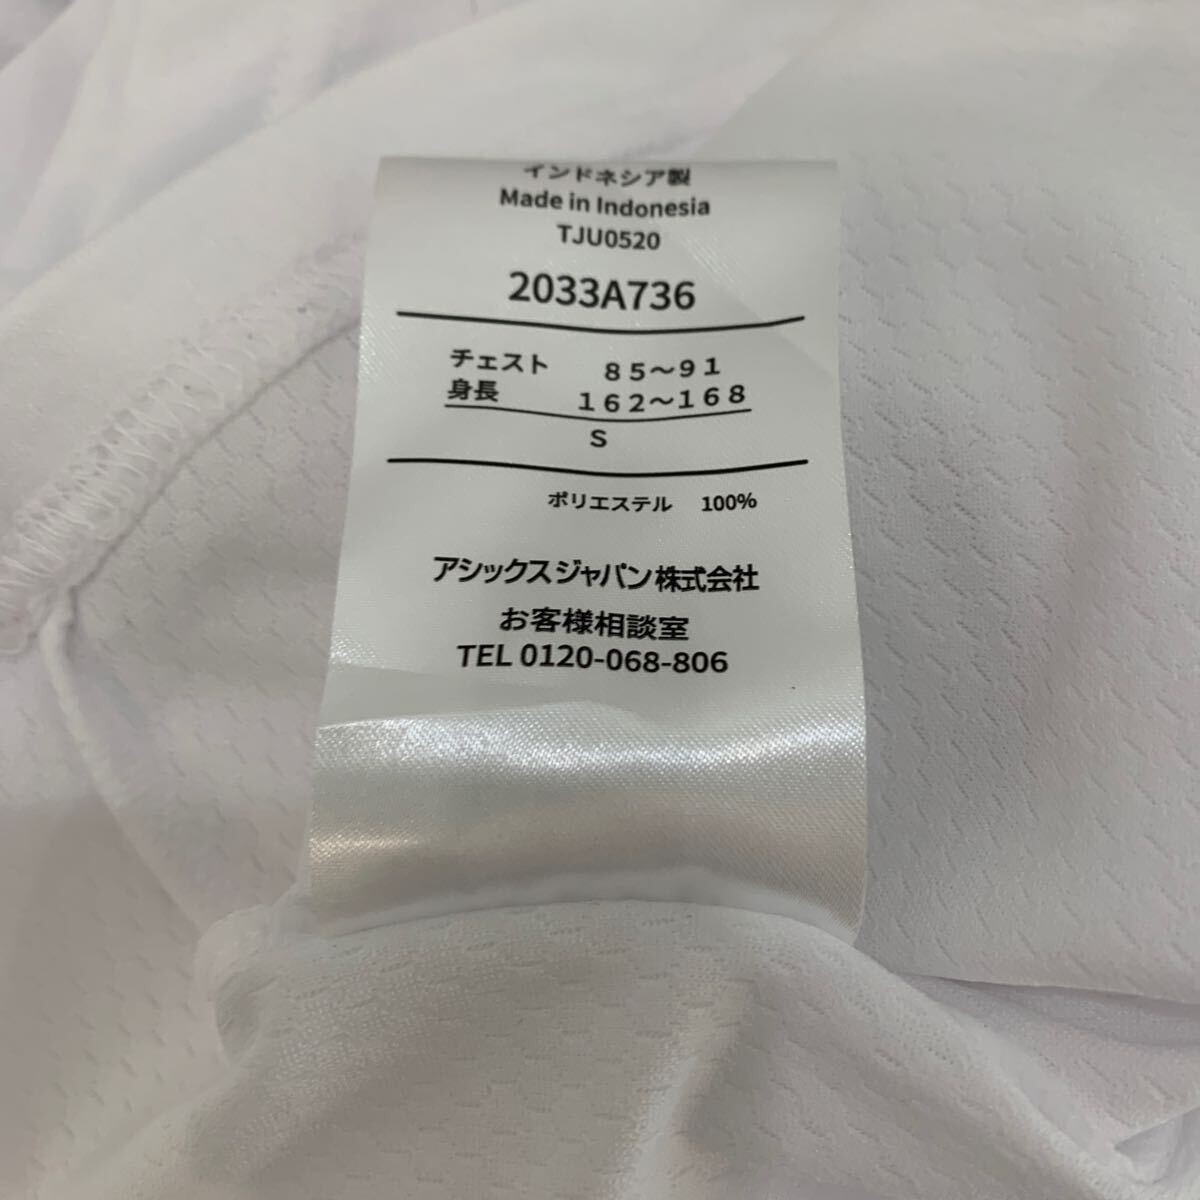 インドネシア製
Made in Indonesia
TJU0520
2033A736
チェスト 85～91
身長 162～168
S
ポリエステル 100%
アシックスジャパン株式会社
お客様相談室
TEL 0120-068-806